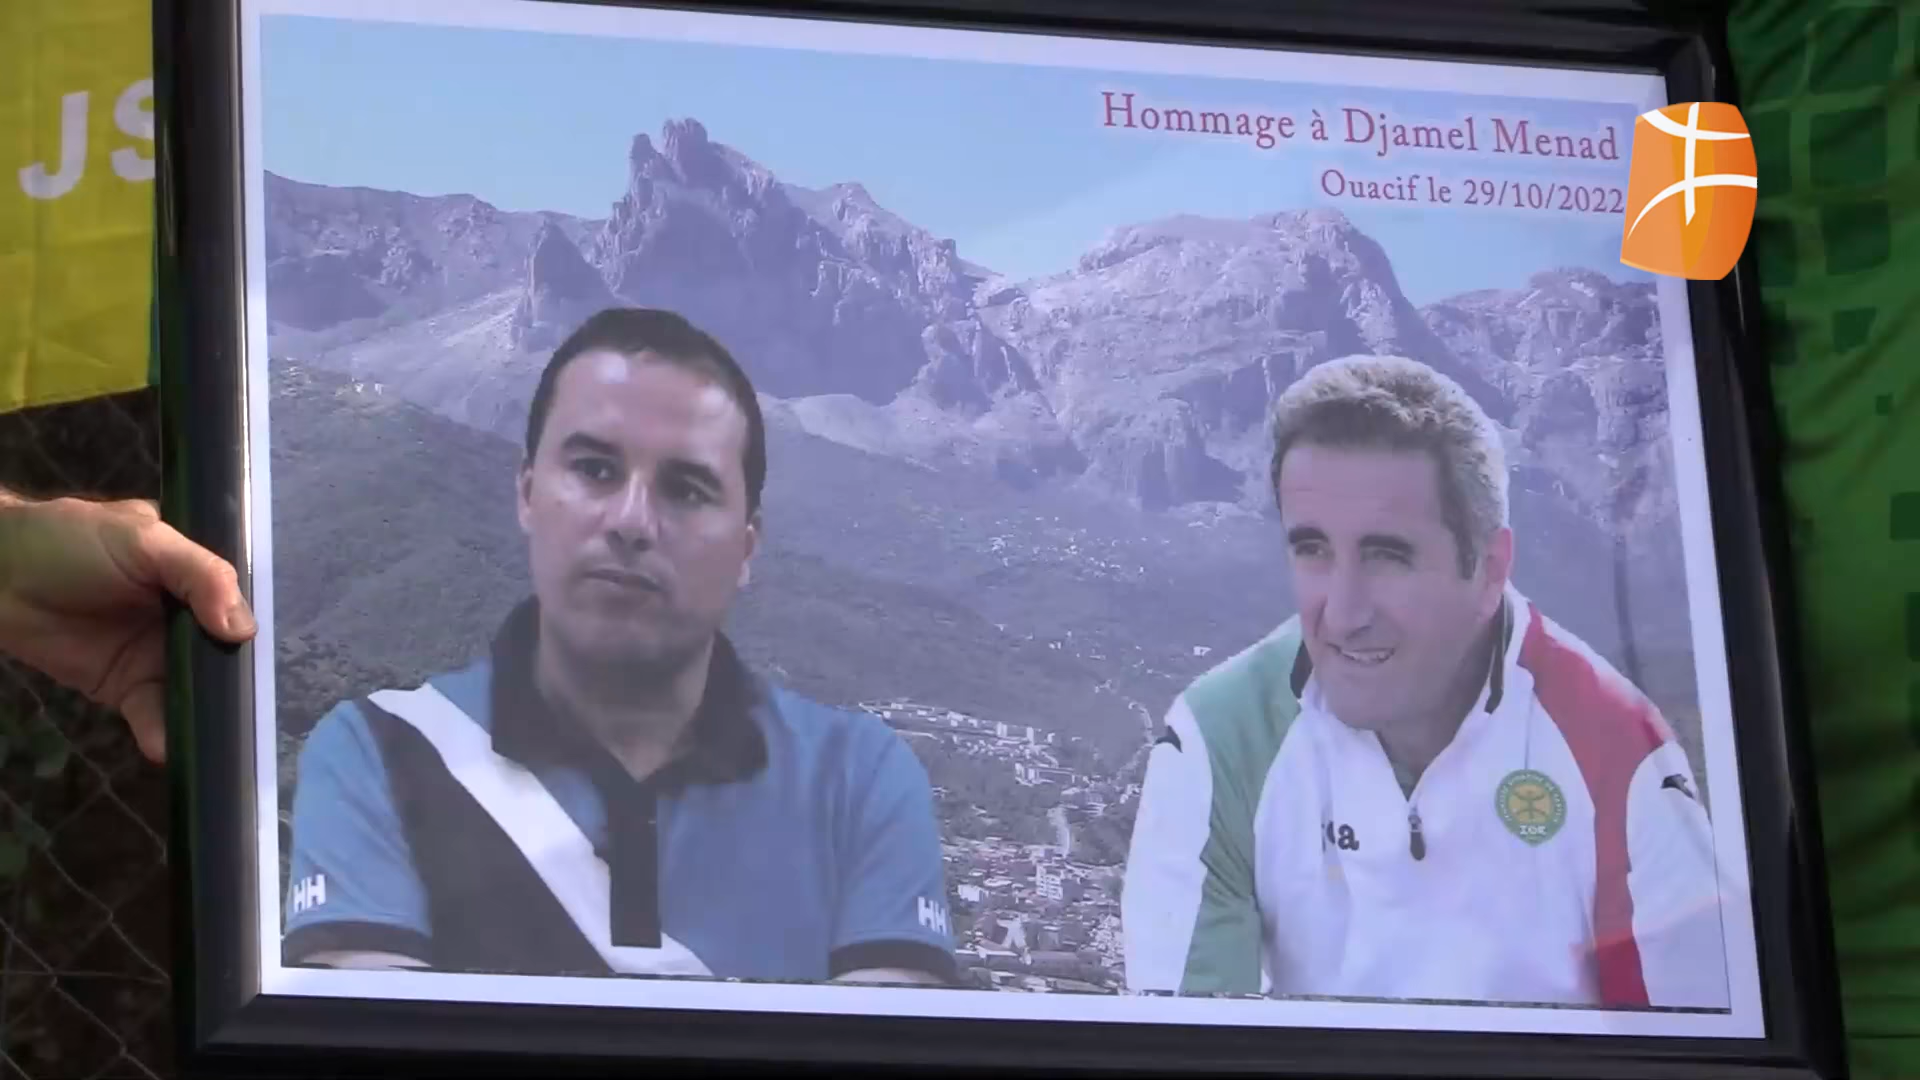 Hommage à Djamel Menad
Ouacif le 29/10/2022
JS
HH
HH